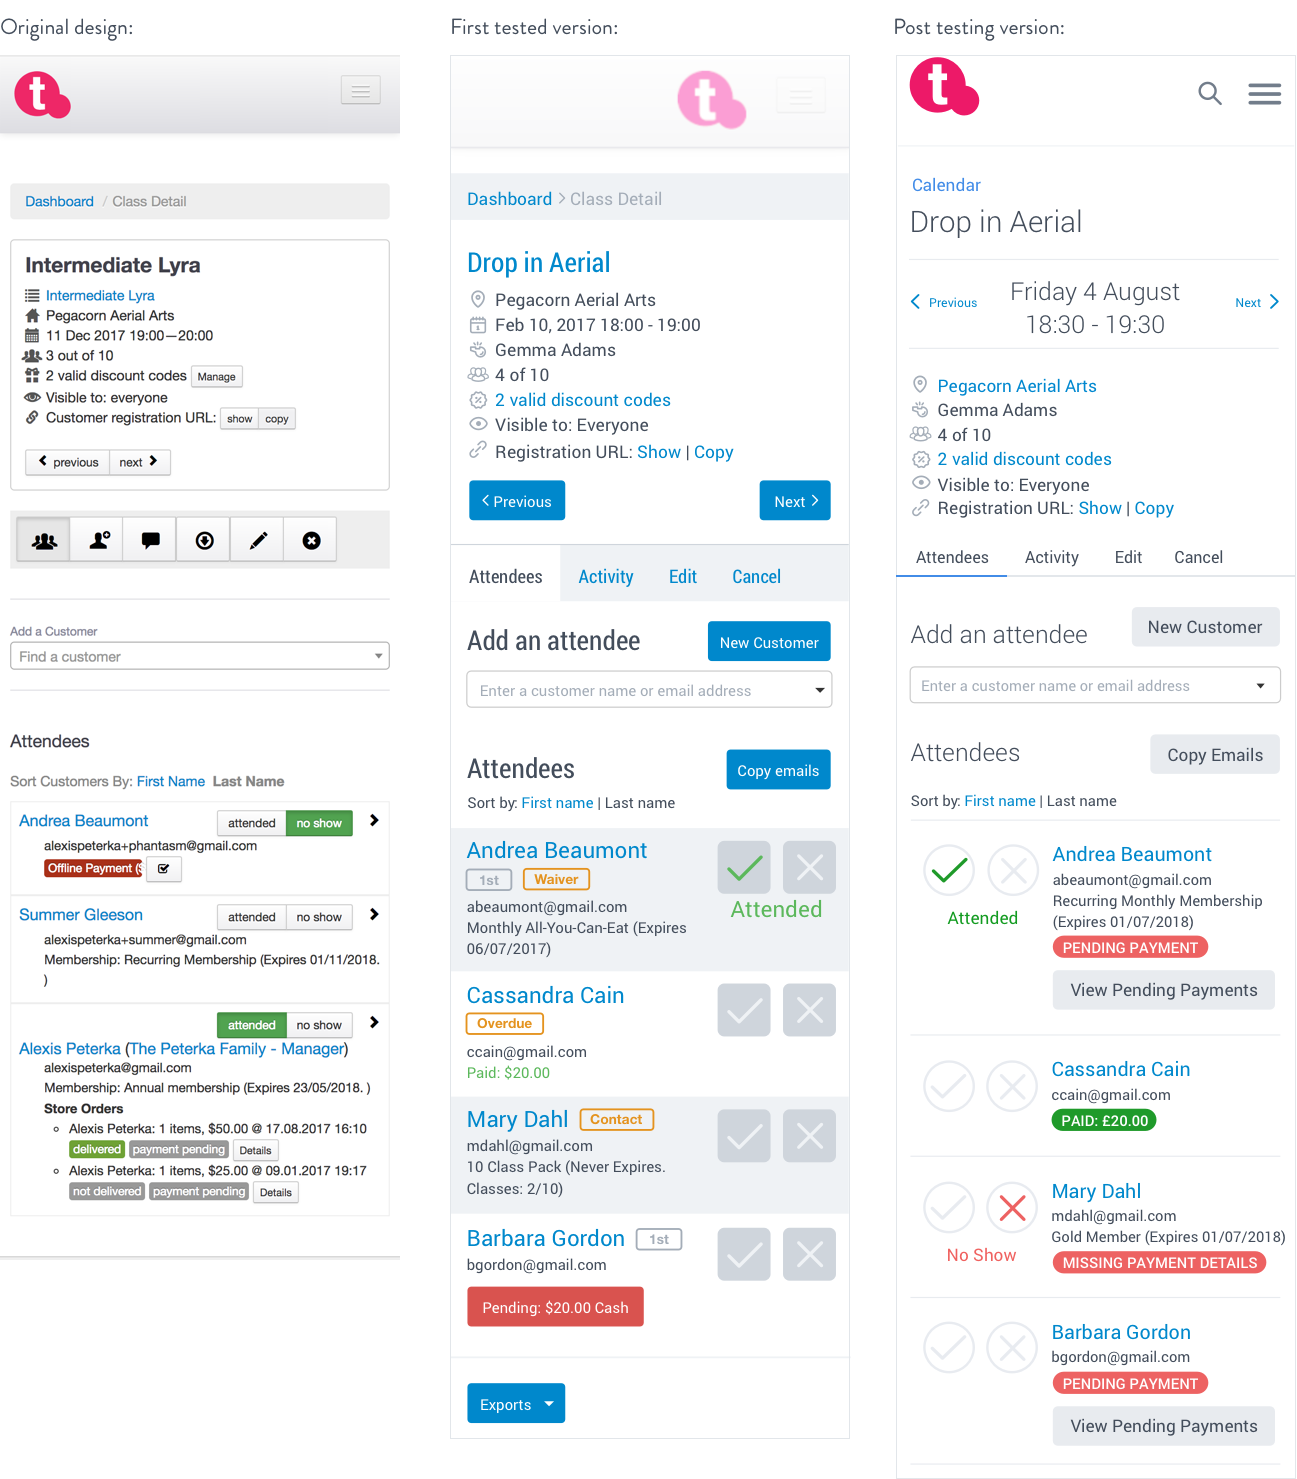 Original design:
t
Dashboard / Class Detail
Intermediate Lyra
Intermediate Lyra
Pegacorn Aerial Arts
11 Dec 2017 19:00—20:00
3 out of 10
2 valid discount codes Manage
Visible to: everyone
Customer registration URL: show copy
previous next
Add a Customer
Find a customer
Attendees
Sort Customers By: First Name Last Name
Andrea Beaumont attended no show
alexispeterka+phantasm@gmail.com
Offline Payment ($
Summer Gleeson attended no show
alexispeterka+summer@gmail.com
Membership: Recurring Membership (Expires 01/11/2018.
)
attended no show
Alexis Peterka (The Peterka Family - Manager)
alexispeterka@gmail.com
Membership: Annual membership (Expires 23/05/2018. )
Store Orders
Alexis Peterka: 1 items, $50.00 @ 17.08.2017 16:10
delivered payment pending Details
Alexis Peterka: 1 items, $25.00 @ 09.01.2017 19:17
not delivered payment pending Details
First tested version:
t
Dashboard > Class Detail
Drop in Aerial
Pegacorn Aerial Arts
Feb 10, 2017 18:00 - 19:00
Gemma Adams
4 of 10
2 valid discount codes
Visible to: Everyone
Registration URL: Show | Copy
Previous Next
Attendees Activity Edit Cancel
Add an attendee New Customer
Enter a customer name or email address
Attendees Copy emails
Sort by: First name | Last name
Andrea Beaumont
1st Waiver
Attended
abeaumont@gmail.com
Monthly All-You-Can-Eat (Expires
06/07/2017)
Cassandra Cain
Overdue
ccain@gmail.com
Paid: $20.00
Mary Dahl Contact
mdahl@gmail.com
10 Class Pack (Never Expires.
Classes: 2/10)
Barbara Gordon 1st
bgordon@gmail.com
Pending: $20.00 Cash
Exports
Post testing version:
t
Calendar
Drop in Aerial
Previous Friday 4 August Next
18:30 - 19:30
Pegacorn Aerial Arts
Gemma Adams
4 of 10
2 valid discount codes
Visible to: Everyone
Registration URL: Show | Copy
Attendees Activity Edit Cancel
Add an attendee New Customer
Enter a customer name or email address
Attendees Copy Emails
Sort by: First name | Last name
Andrea Beaumont
abeaumont@gmail.com
Recurring Monthly Membership
Attended (Expires 01/07/2018)
PENDING PAYMENT
View Pending Payments
Cassandra Cain
ccain@gmail.com
PAID: £20.00
Mary Dahl
mdahl@gmail.com
Gold Member (Expires 01/07/2018)
No Show MISSING PAYMENT DETAILS
Barbara Gordon
bgordon@gmail.com
PENDING PAYMENT
View Pending Payments